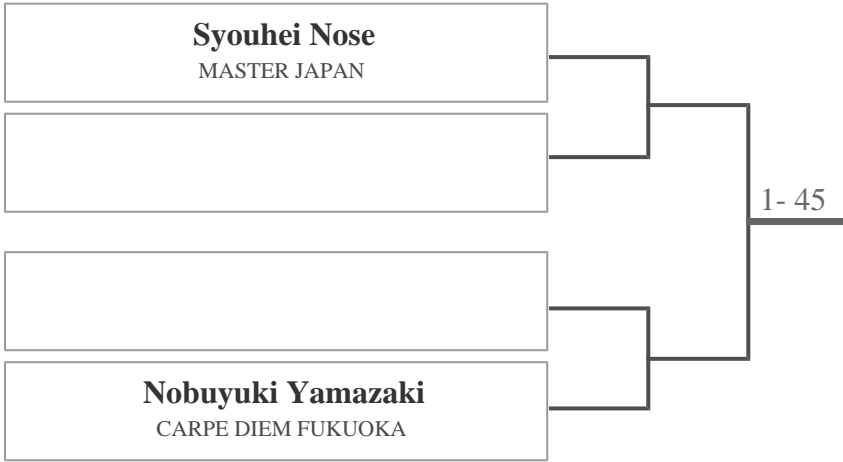 Syouhei Nose
MASTER JAPAN
1- 45
Nobuyuki Yamazaki
CARPE DIEM FUKUOKA